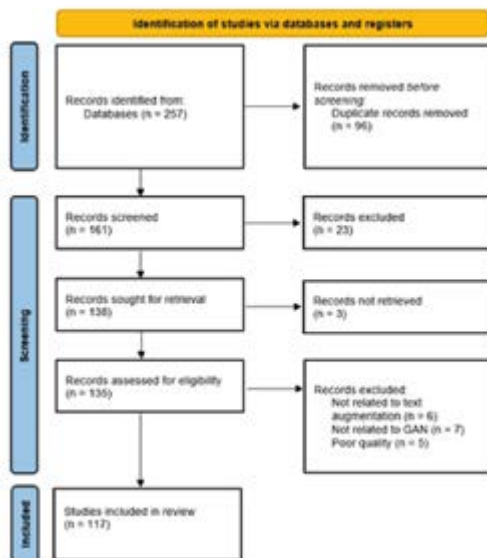 Identification of studies via databases and registers
Identification
Records identified from:
Databases (n = 257)
Records removed before
screening:
Duplicate records removed
(n = 96)
Screening
Records screened
(n = 161)
Records excluded
(n = 23)
Records sought for retrieval
(n = 138)
Records not retrieved
(n = 3)
Records assessed for eligibility
(n = 135)
Records excluded:
Not related to text
augmentation (n = 6)
Not related to GAN (n = 7)
Poor quality (n = 5)
Included
Studies included in review
(n = 117)